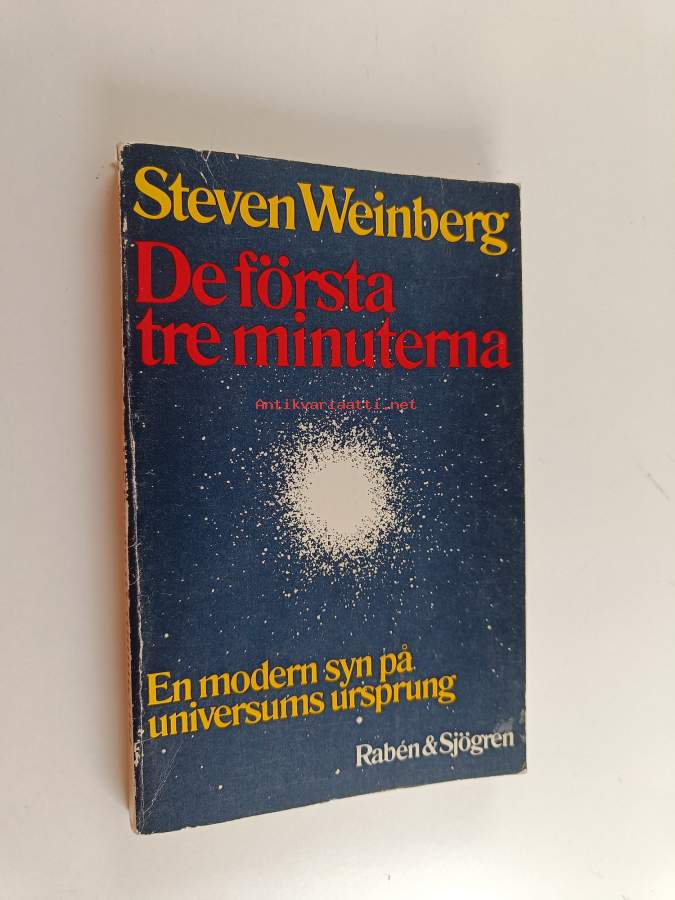 Steven Weinberg
De första
tre minuterna
Antikvariaatti.net
En modern syn på
universums ursprung
Rabén & Sjögren